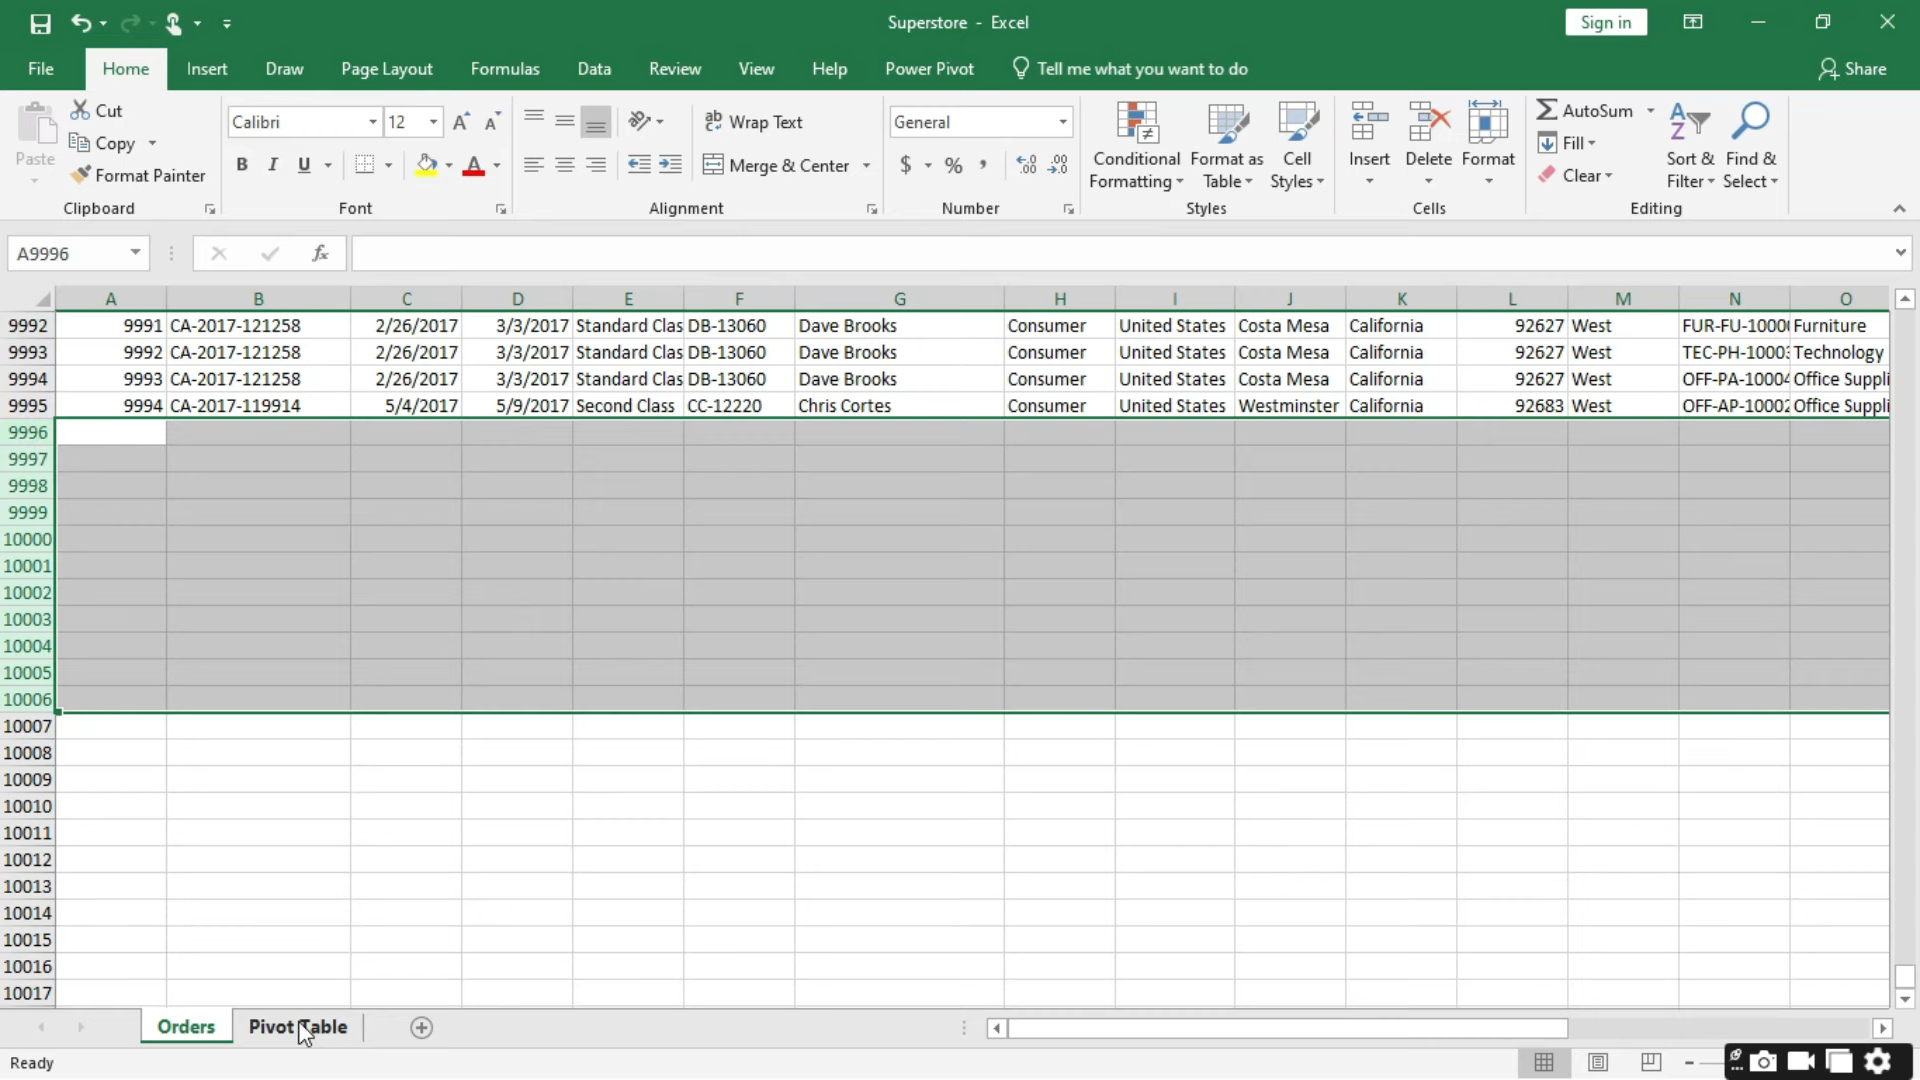 Superstore - Excel
Sign in
File Home Insert Draw Page Layout Formulas Data Review View Help Power Pivot Tell me what you want to do Share
Paste
Cut
Copy
Format Painter
Clipboard
Calibri 12
B I U
Font
Wrap Text
Merge & Center
Alignment
General
$ % ,
Number
Conditional Formatting
Format as Table
Cell Styles
Styles
Insert
Delete
Format
Cells
AutoSum
Fill
Clear
Sort & Filter
Find & Select
Editing
A9996
fx
A B C D E F G H I J K L M N O
9992 9991 CA-2017-121258 2/26/2017 3/3/2017 Standard Clas DB-13060 Dave Brooks Consumer United States Costa Mesa California 92627 West FUR-FU-1000 Furniture
9993 9992 CA-2017-121258 2/26/2017 3/3/2017 Standard Clas DB-13060 Dave Brooks Consumer United States Costa Mesa California 92627 West TEC-PH-1000 Technology
9994 9993 CA-2017-121258 2/26/2017 3/3/2017 Standard Clas DB-13060 Dave Brooks Consumer United States Costa Mesa California 92627 West OFF-PA-10004 Office Suppli
9995 9994 CA-2017-119914 5/4/2017 5/9/2017 Second Class CC-12220 Chris Cortes Consumer United States Westminster California 92683 West OFF-AP-10002 Office Suppli
9996
9997
9998
9999
10000
10001
10002
10003
10004
10005
10006
10007
10008
10009
10010
10011
10012
10013
10014
10015
10016
10017
Orders Pivot Table
Ready